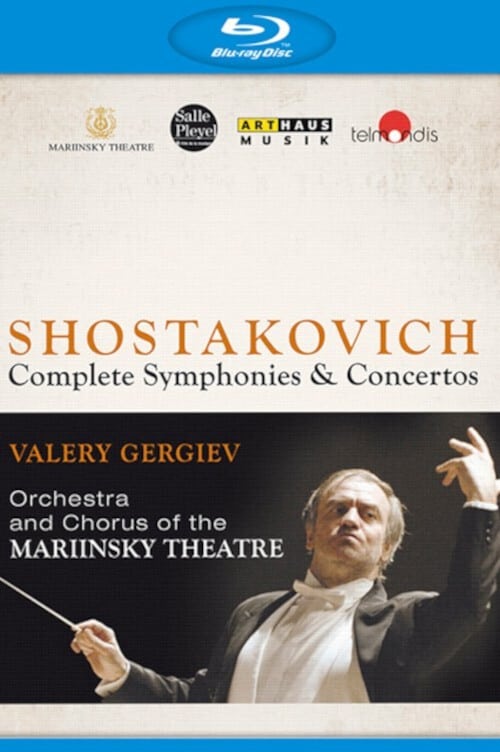 Blu-ray Disc™
MARIINSKY THEATRE
Salle
Pleyel
ARTHAUS
MUSIK
telmondis
SHOSTAKOVICH
Complete Symphonies & Concertos
VALERY GERGIEV
Orchestra
and Chorus of the
MARIINSKY THEATRE